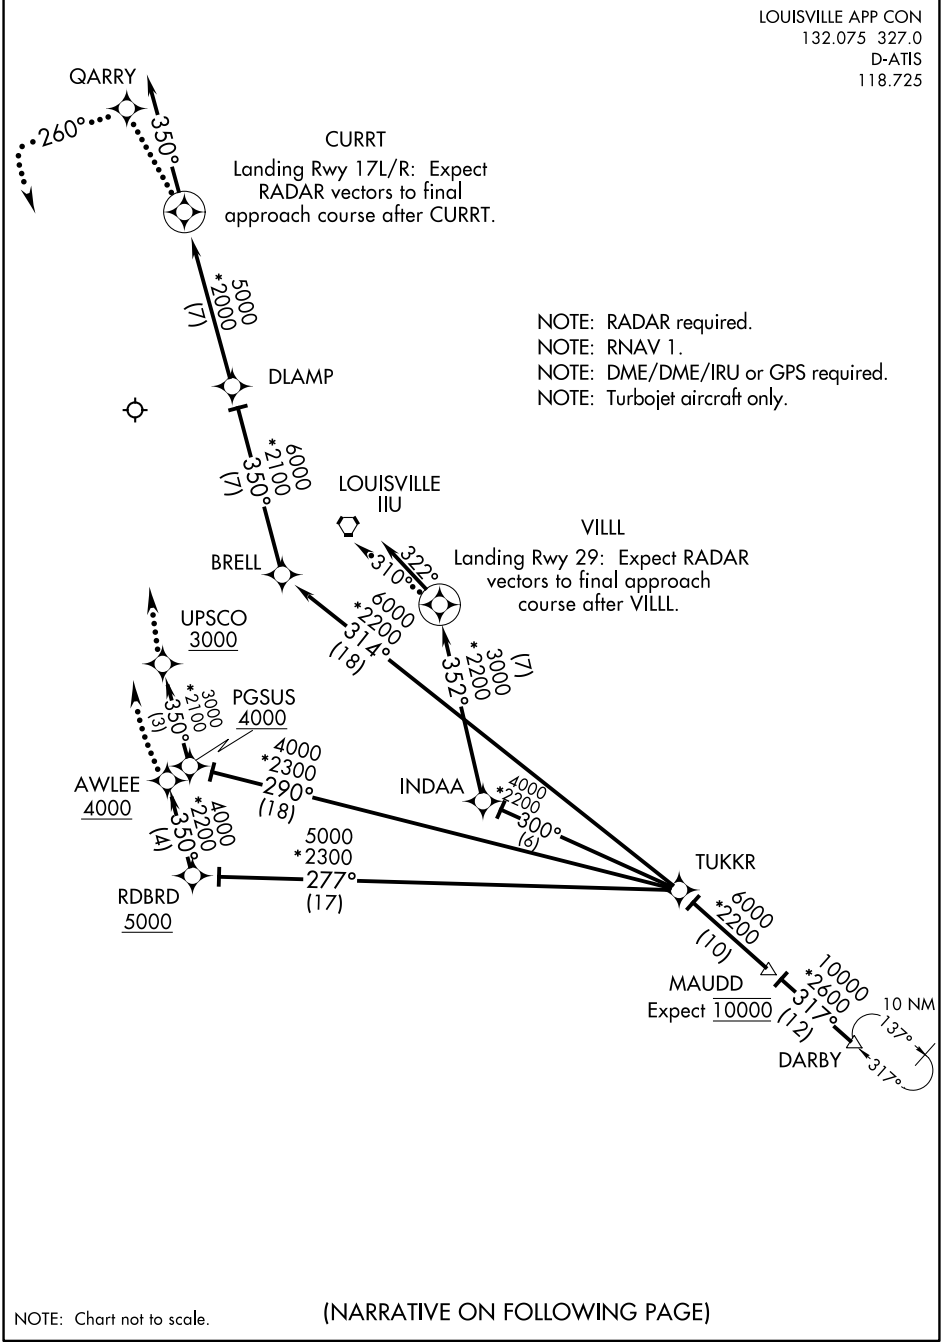 LOUISVILLE APP CON
132.075 327.0
D-ATIS
118.725
QARRY
260°
350°
CURRT
Landing Rwy 17L/R: Expect
RADAR vectors to final
approach course after CURRT.
5000
*2000
(7)
NOTE: RADAR required.
NOTE: RNAV 1.
NOTE: DME/DME/IRU or GPS required.
NOTE: Turbojet aircraft only.
DLAMP
6000
*2100
350°
(7)
LOUISVILLE
IIU
VILLL
Landing Rwy 29: Expect RADAR
vectors to final approach
course after VILLL.
322°
310°
BRELL
6000
*2200
314°
(18)
3000
*2200
352°
(7)
UPSCO
3000
3000
*2100
350°
(3)
PGSUS
4000
4000
*2300
290°
(18)
AWLEE
4000
4000
*2200
350°
(4)
INDAA
4000
*2200
300°
(6)
5000
*2300
277°
(17)
RDBRD
5000
TUKKR
6000
*2200
(10)
MAUDD
Expect 10000
10000
*2600
317°
(12)
DARBY
10 NM
137°
317°
NOTE: Chart not to scale.
(NARRATIVE ON FOLLOWING PAGE)